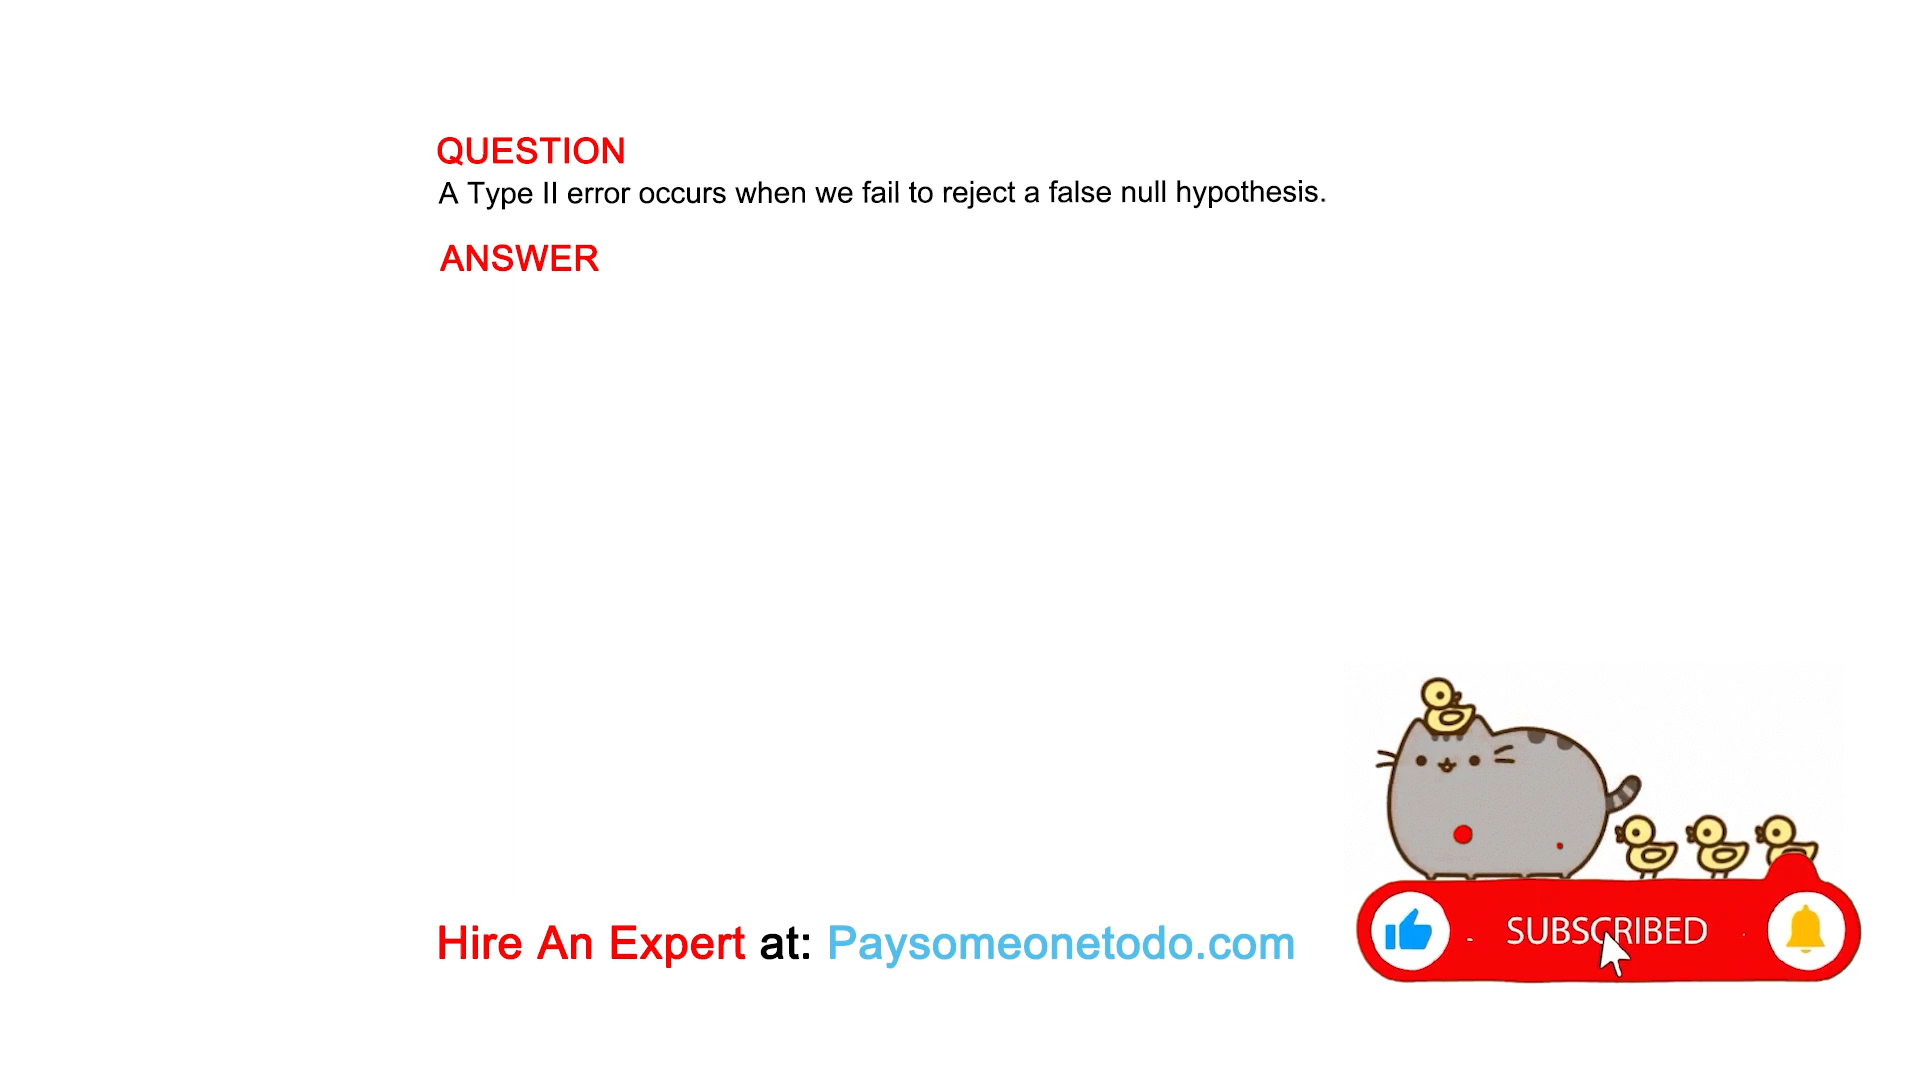 QUESTION
A Type II error occurs when we fail to reject a false null hypothesis.
ANSWER
Hire An Expert at: Paysomeonetodo.com
SUBSCRIBED